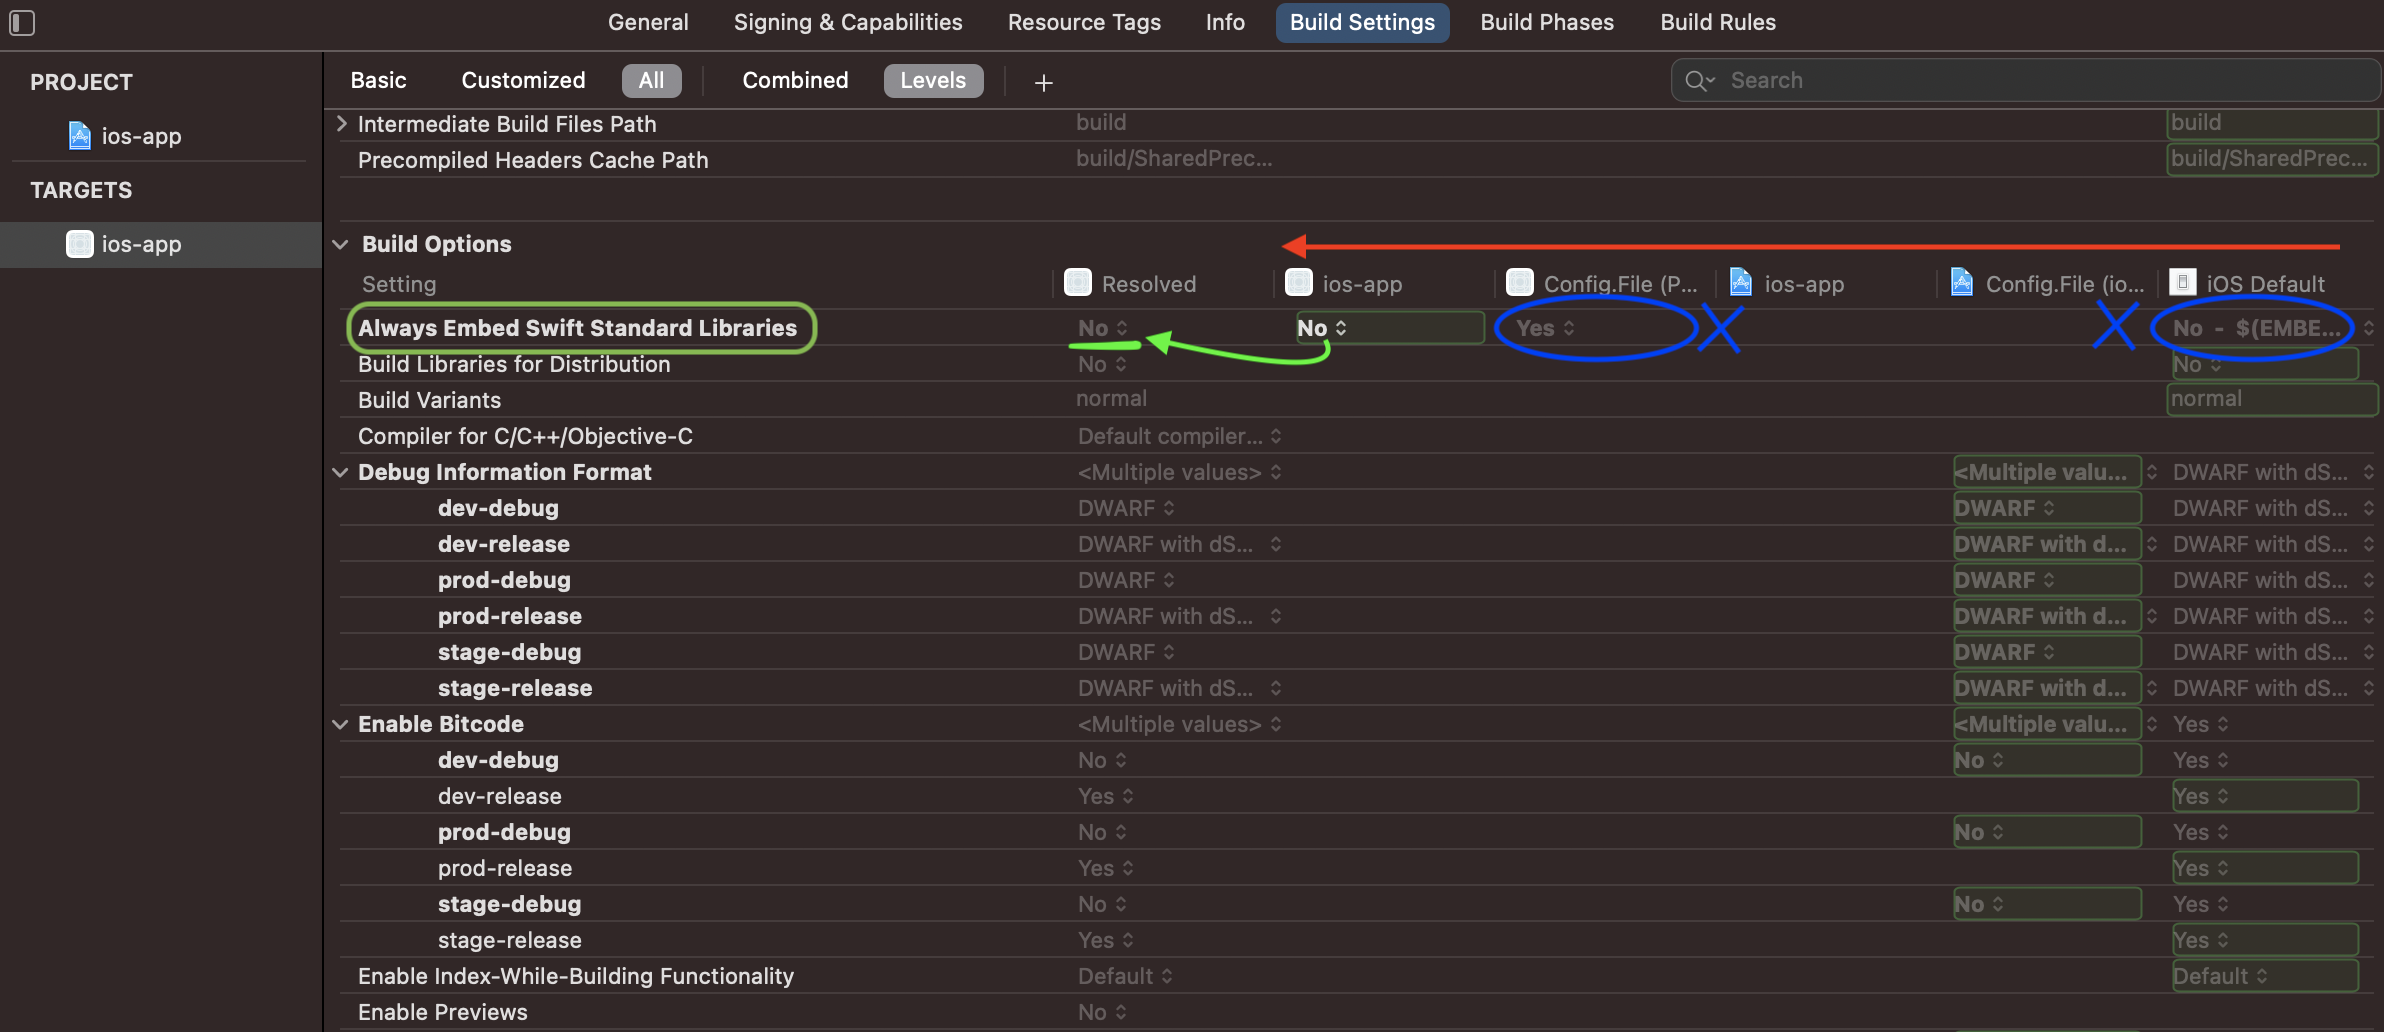 General Signing & Capabilities Resource Tags Info Build Settings Build Phases Build Rules
PROJECT
ios-app
TARGETS
ios-app
Basic Customized All Combined Levels + Search
Intermediate Build Files Path build build
Precompiled Headers Cache Path build/SharedPrec... build/SharedPrec...
Build Options
Setting Resolved ios-app Config.File (P... ios-app Config.File (io... iOS Default
Always Embed Swift Standard Libraries No No Yes No - $(EMBE...
Build Libraries for Distribution No No
Build Variants normal normal
Compiler for C/C++/Objective-C Default compiler...
Debug Information Format <Multiple values> <Multiple valu... DWARF with dS...
dev-debug DWARF DWARF DWARF with dS...
dev-release DWARF with dS... DWARF with d... DWARF with dS...
prod-debug DWARF DWARF DWARF with dS...
prod-release DWARF with dS... DWARF with d... DWARF with dS...
stage-debug DWARF DWARF DWARF with dS...
stage-release DWARF with dS... DWARF with d... DWARF with dS...
Enable Bitcode <Multiple values> <Multiple valu... Yes
dev-debug No No Yes
dev-release Yes Yes
prod-debug No No Yes
prod-release Yes Yes
stage-debug No No Yes
stage-release Yes Yes
Enable Index-While-Building Functionality Default Default
Enable Previews No